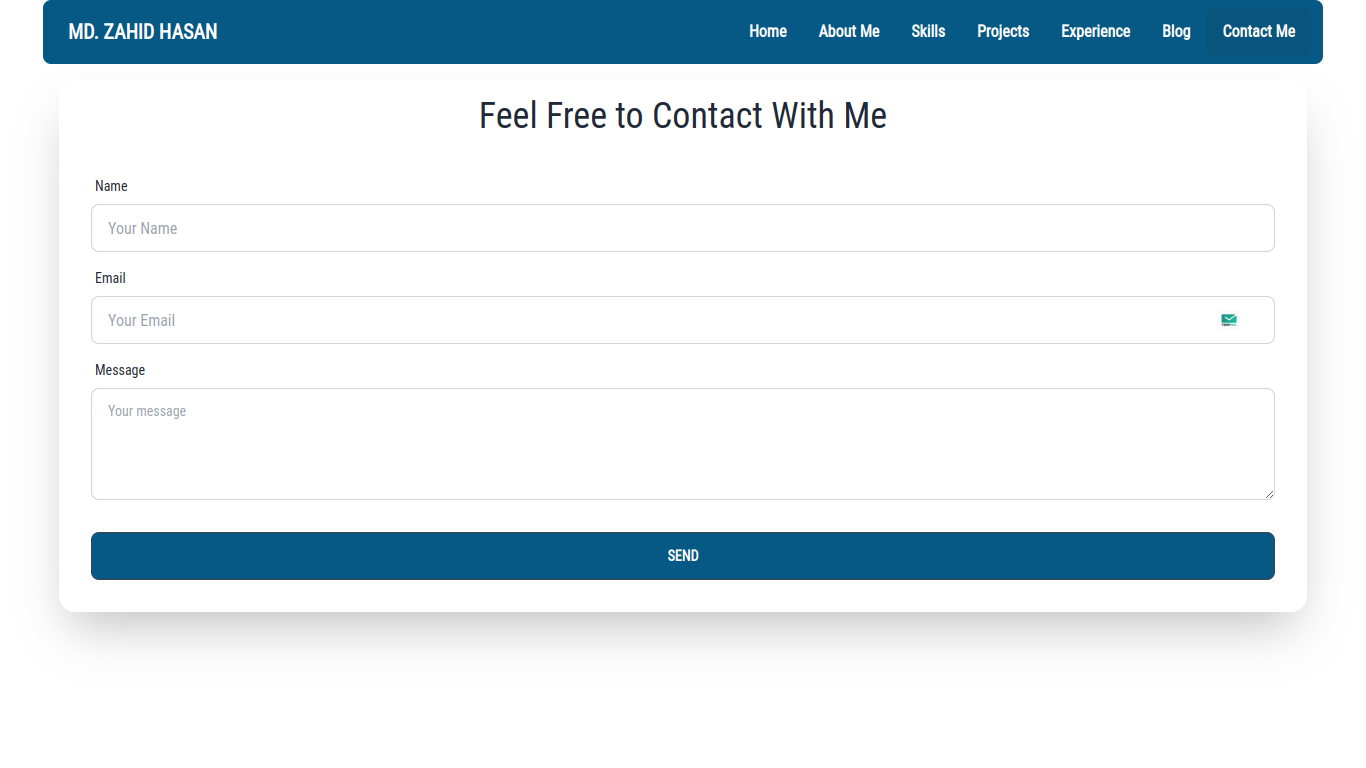 MD. ZAHID HASAN
Home About Me Skills Projects Experience Blog Contact Me
Feel Free to Contact With Me
Name
Your Name
Email
Your Email
Message
Your message
SEND